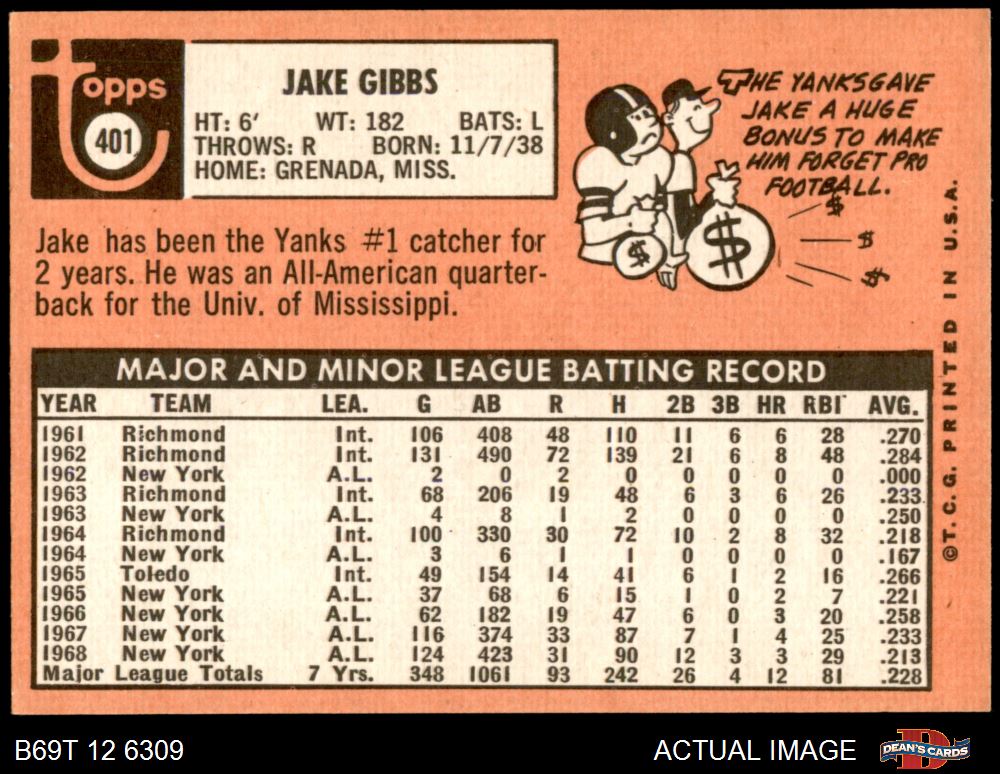 Topps
401
JAKE GIBBS
HT: 6' WT: 182 BATS: L
THROWS: R BORN: 11/7/38
HOME: GRENADA, MISS.
THE YANKS GAVE
JAKE A HUGE
BONUS TO MAKE
HIM FORGET PRO
FOOTBALL.
$ $ $ $ $
Jake has been the Yanks #1 catcher for
2 years. He was an All-American quarter-
back for the Univ. of Mississippi.
©T.C.G. PRINTED IN U.S.A.
MAJOR AND MINOR LEAGUE BATTING RECORD
YEAR TEAM LEA. G AB R H 2B 3B HR RBI AVG.
1961 Richmond Int. 106 408 48 110 11 6 6 28 .270
1962 Richmond Int. 131 490 72 139 21 6 8 48 .284
1962 New York A.L. 2 0 2 0 0 0 0 0 .000
1963 Richmond Int. 68 206 19 48 6 3 6 26 .233
1963 New York A.L. 4 8 1 2 0 0 0 0 .250
1964 Richmond Int. 100 330 30 72 10 2 8 32 .218
1964 New York A.L. 3 6 1 1 0 0 0 0 .167
1965 Toledo Int. 49 154 14 41 6 1 2 16 .266
1965 New York A.L. 37 68 6 15 1 0 2 7 .221
1966 New York A.L. 62 182 19 47 6 0 3 20 .258
1967 New York A.L. 116 374 33 87 7 1 4 25 .233
1968 New York A.L. 124 423 31 90 12 3 3 29 .213
Major League Totals 7 Yrs. 348 1061 93 242 26 4 12 81 .228
B69T 12 6309
ACTUAL IMAGE
DEAN'S CARDS